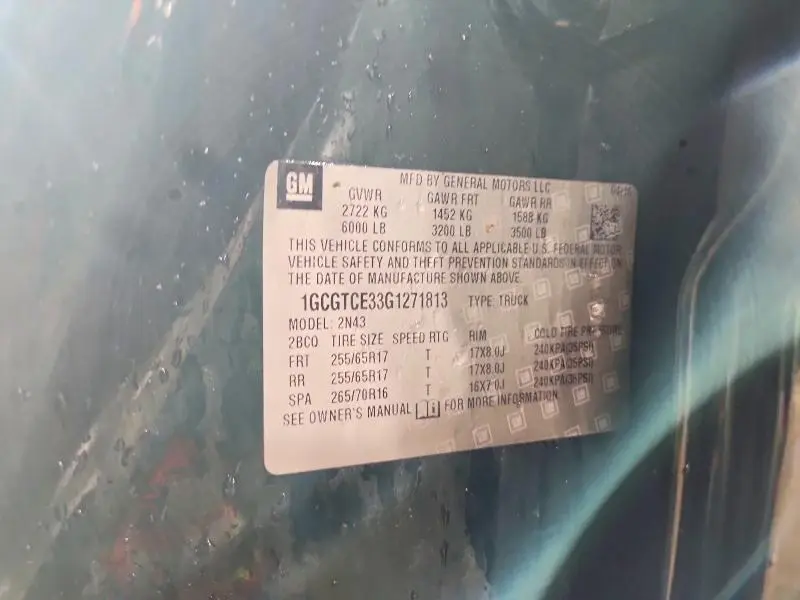 GM
MFD BY GENERAL MOTORS LLC
GVWR GAWR FRT GAWR RR
2722 KG 1452 KG 1588 KG
6000 LB 3200 LB 3500 LB
THIS VEHICLE CONFORMS TO ALL APPLICABLE U.S. FEDERAL MOTOR
VEHICLE SAFETY AND THEFT PREVENTION STANDARDS IN EFFECT ON
THE DATE OF MANUFACTURE SHOWN ABOVE.
1GCGTCE33G1271813 TYPE: TRUCK
MODEL: 2N43
2BCQ TIRE SIZE SPEED RTG RIM COLD TIRE PRESSURE
FRT 255/65R17 T 17X8.0J 240KPA(35PSI)
RR 255/65R17 T 17X8.0J 240KPA(35PSI)
SPA 265/70R16 T 16X7.0J 240KPA(35PSI)
SEE OWNER'S MANUAL FOR MORE INFORMATION